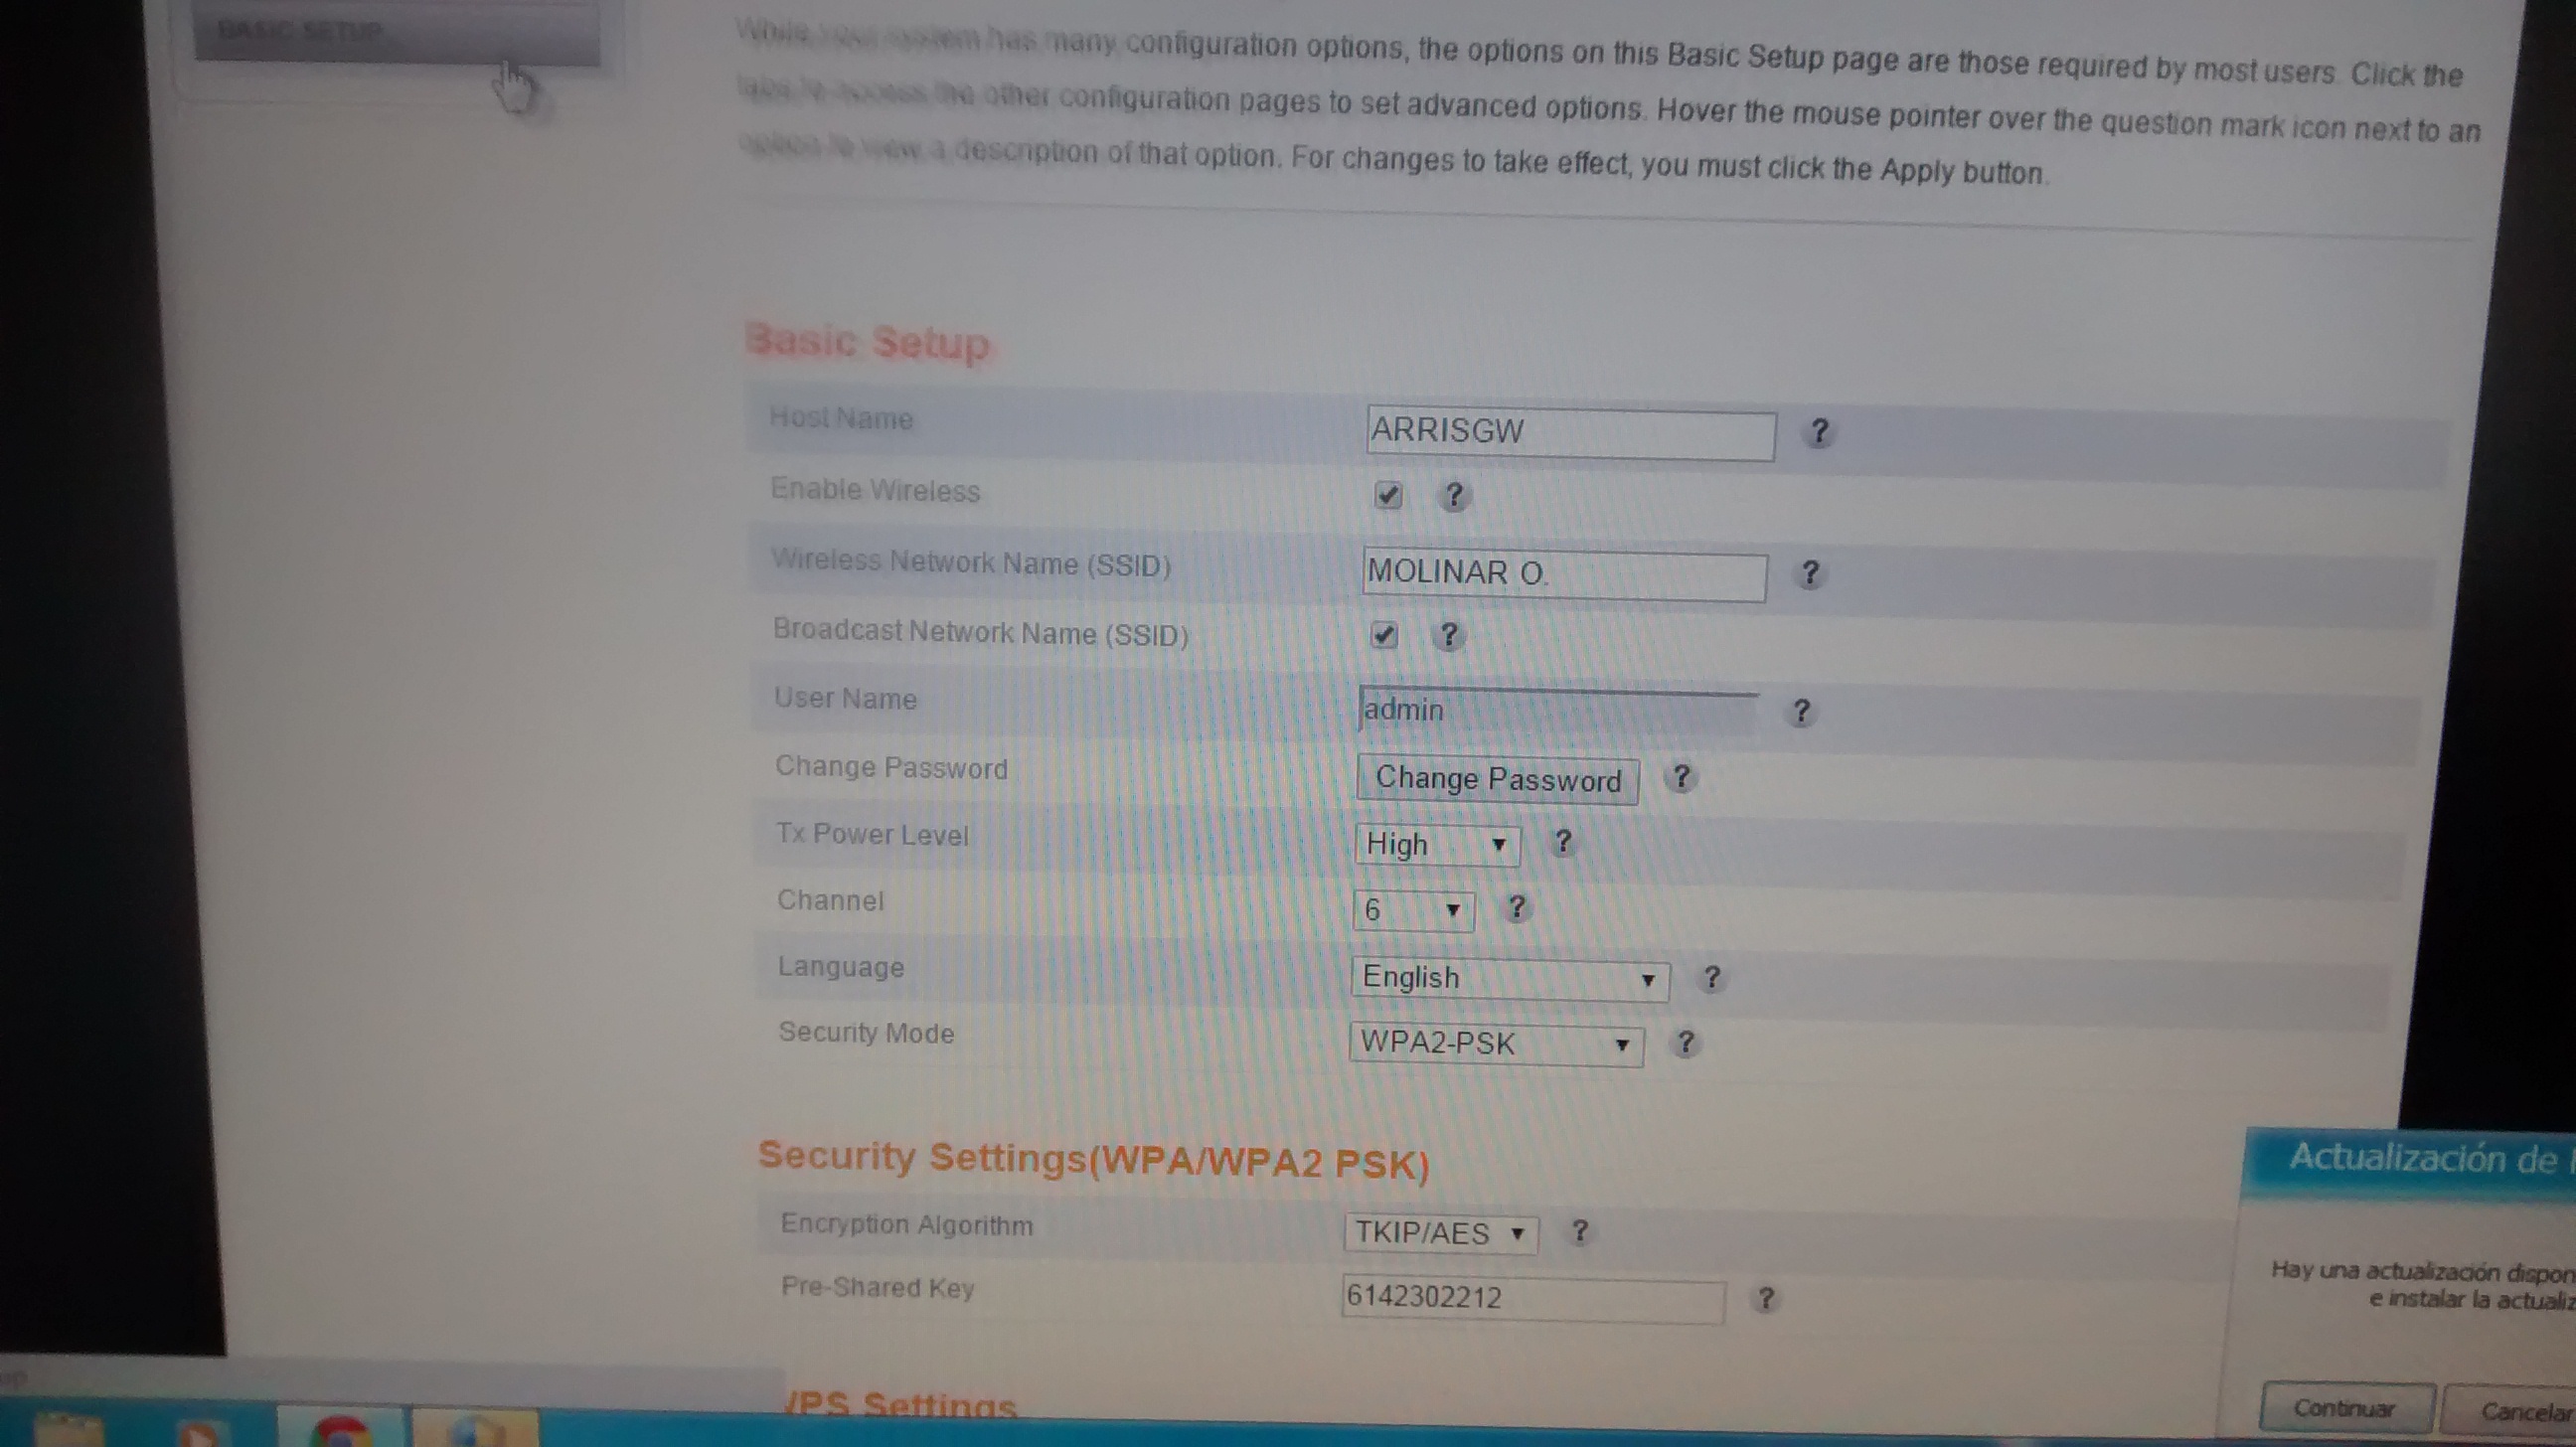 BASIC SETUP
While your system has many configuration options, the options on this Basic Setup page are those required by most users. Click the
tabs to access the other configuration pages to set advanced options. Hover the mouse pointer over the question mark icon next to an
option to view a description of that option. For changes to take effect, you must click the Apply button.
Basic Setup
Host Name ARRISGW ?
Enable Wireless ?
Wireless Network Name (SSID) MOLINAR O. ?
Broadcast Network Name (SSID) ?
User Name admin ?
Change Password Change Password ?
Tx Power Level High ?
Channel 6 ?
Language English ?
Security Mode WPA2-PSK ?
Security Settings(WPA/WPA2 PSK)
Encryption Algorithm TKIP/AES ?
Pre-Shared Key 6142302212 ?
/PS Settings
Actualización de
Hay una actualización dispon
e instalar la actualiz
Continuar Cancelar